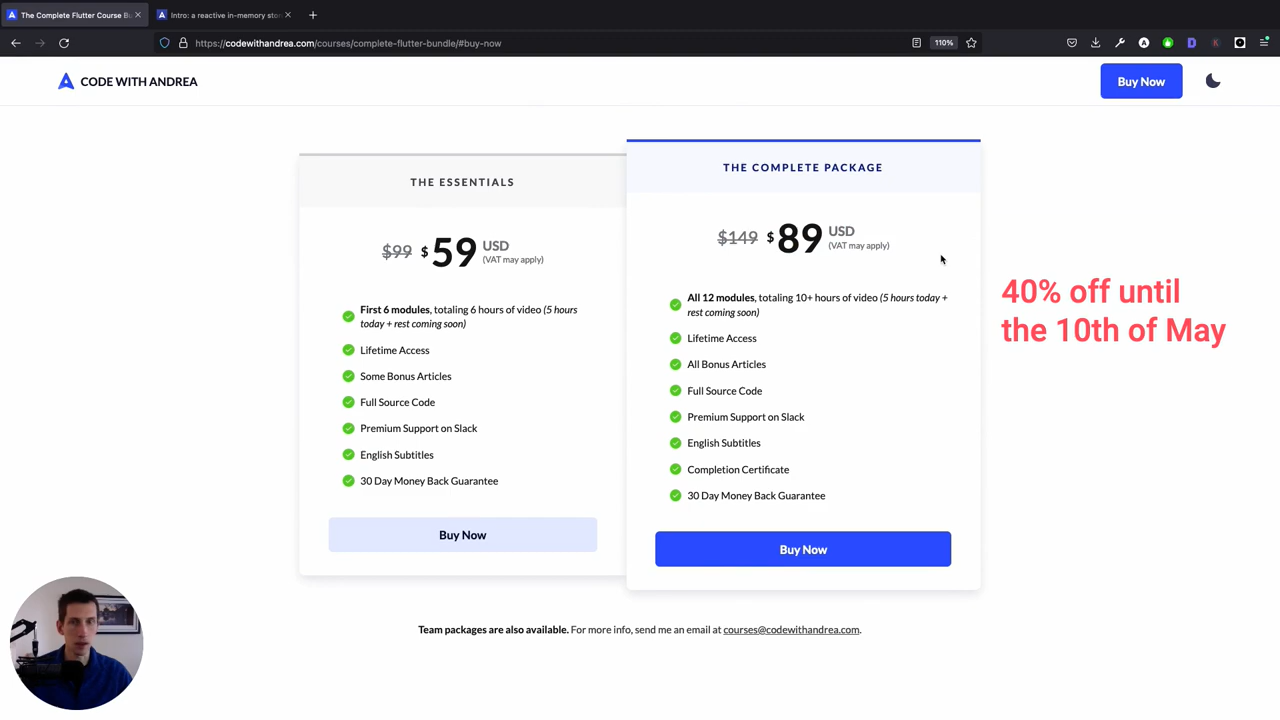 The Complete Flutter Course Bu
Intro: a reactive in-memory stor
https://codewithandrea.com/courses/complete-flutter-bundle/#buy-now
110%
CODE WITH ANDREA
Buy Now
THE ESSENTIALS
$99 $ 59 USD
(VAT may apply)
First 6 modules, totaling 6 hours of video (5 hours
today + rest coming soon)
Lifetime Access
Some Bonus Articles
Full Source Code
Premium Support on Slack
English Subtitles
30 Day Money Back Guarantee
Buy Now
THE COMPLETE PACKAGE
$149 $ 89 USD
(VAT may apply)
All 12 modules, totaling 10+ hours of video (5 hours today +
rest coming soon)
Lifetime Access
All Bonus Articles
Full Source Code
Premium Support on Slack
English Subtitles
Completion Certificate
30 Day Money Back Guarantee
Buy Now
40% off until
the 10th of May
Team packages are also available. For more info, send me an email at courses@codewithandrea.com.